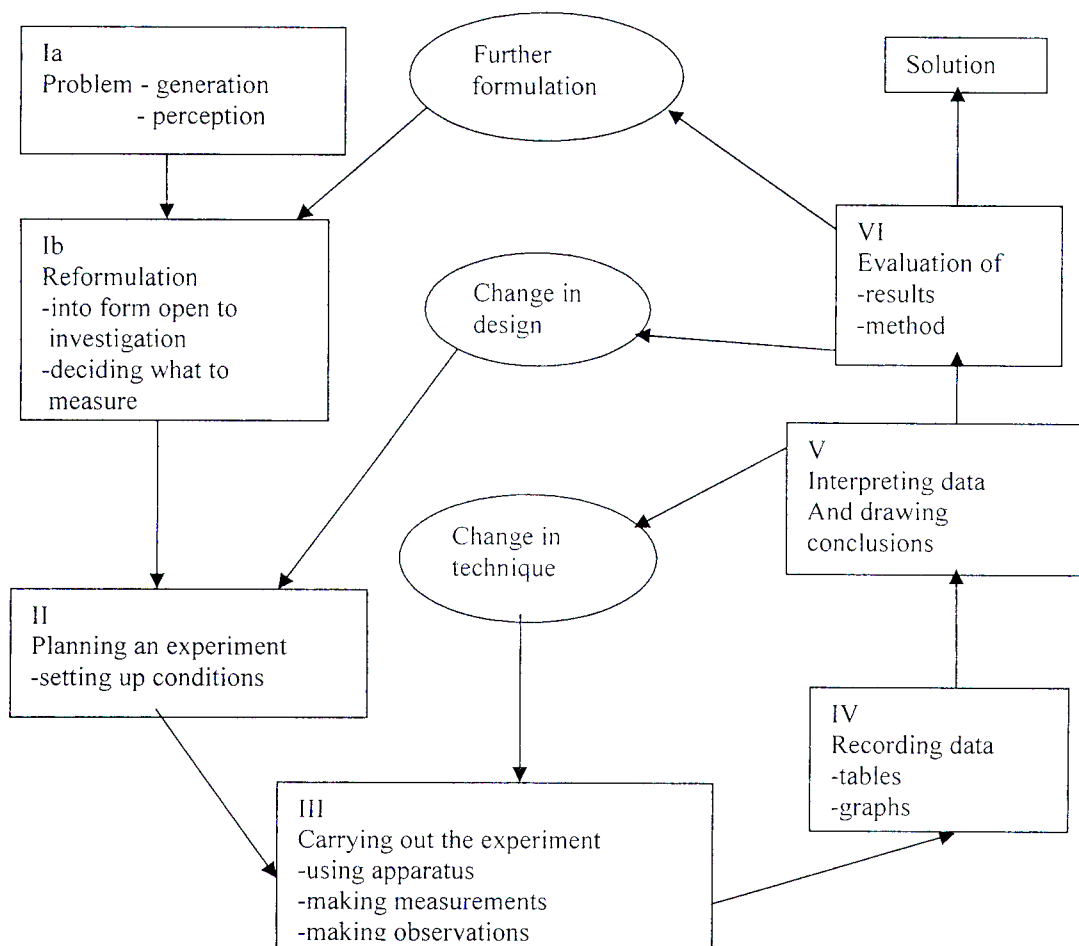 Ia
Problem - generation
- perception
Further
formulation
Solution
Ib
Reformulation
-into form open to
investigation
-deciding what to
measure
Change in
design
VI
Evaluation of
-results
-method
V
Interpreting data
And drawing
conclusions
Change in
technique
II
Planning an experiment
-setting up conditions
IV
Recording data
-tables
-graphs
III
Carrying out the experiment
-using apparatus
-making measurements
-making observations